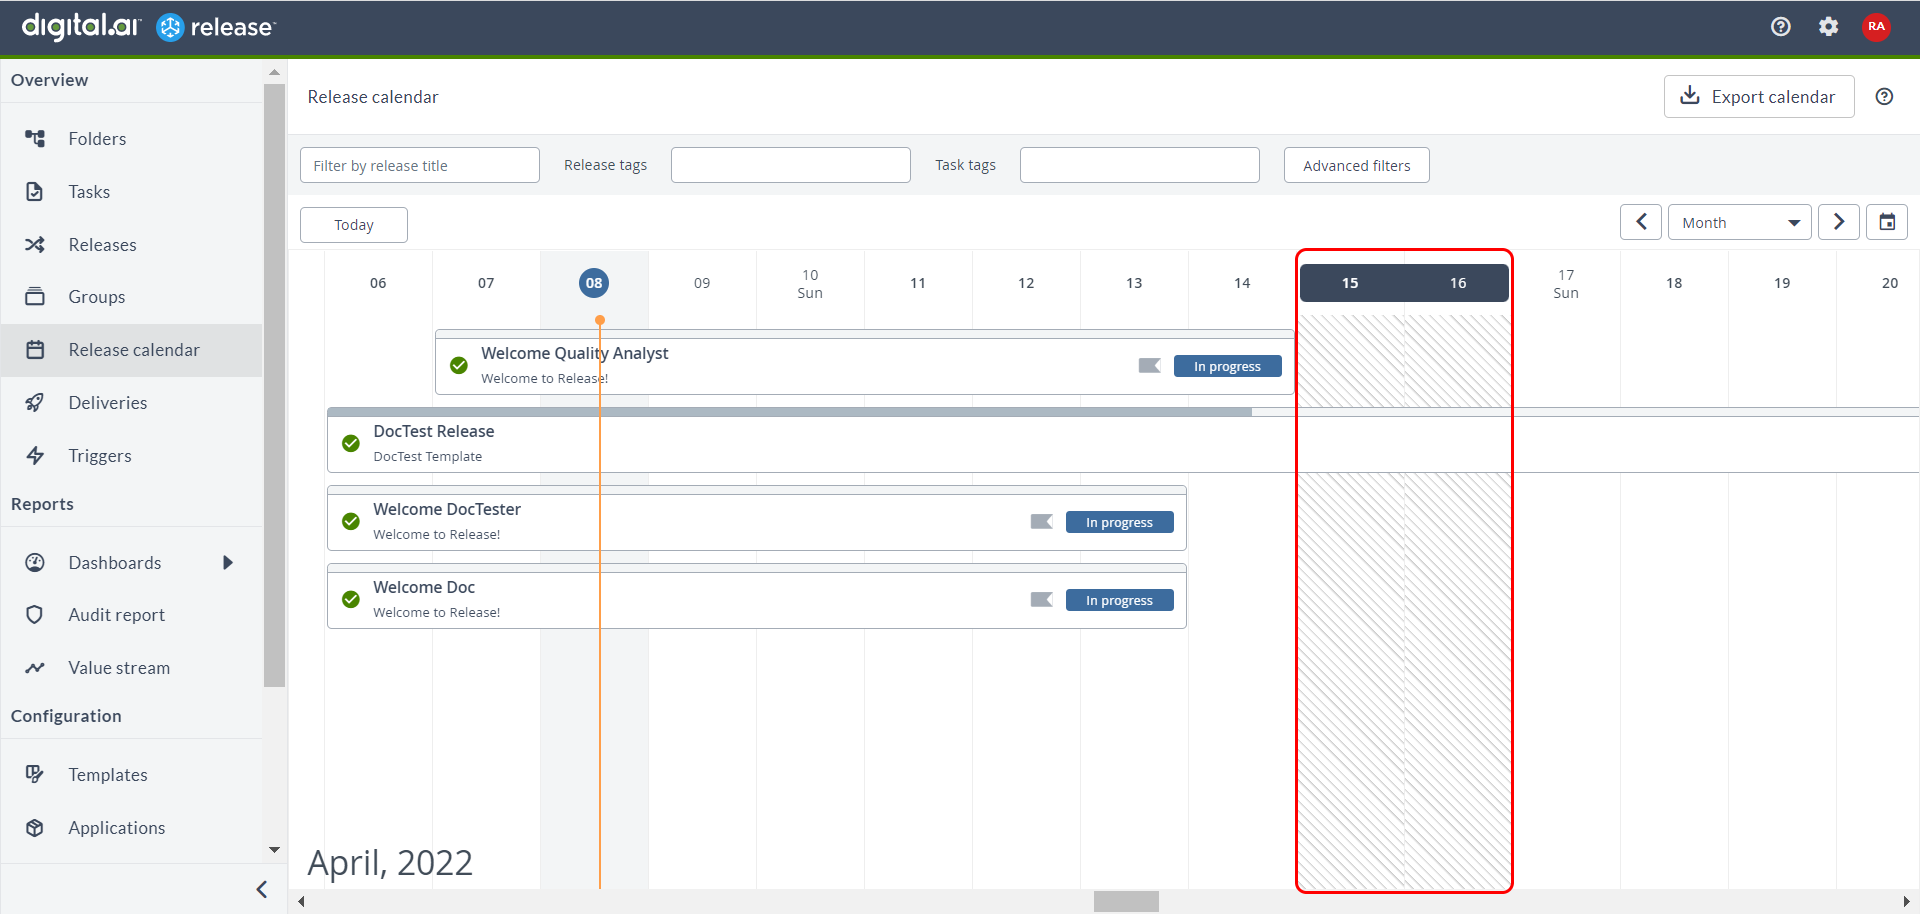 digital.ai release
RA
Overview
Folders
Tasks
Releases
Groups
Release calendar
Deliveries
Triggers
Reports
Dashboards
Audit report
Value stream
Configuration
Templates
Applications
Release calendar
Export calendar
Filter by release title
Release tags
Task tags
Advanced filters
Today
Month
06 07 08 09 10 11 12 13 14 15 16 17 18 19 20
Sun Sun
Welcome Quality Analyst
Welcome to Release!
In progress
DocTest Release
DocTest Template
Welcome DocTester
Welcome to Release!
In progress
Welcome Doc
Welcome to Release!
In progress
April, 2022